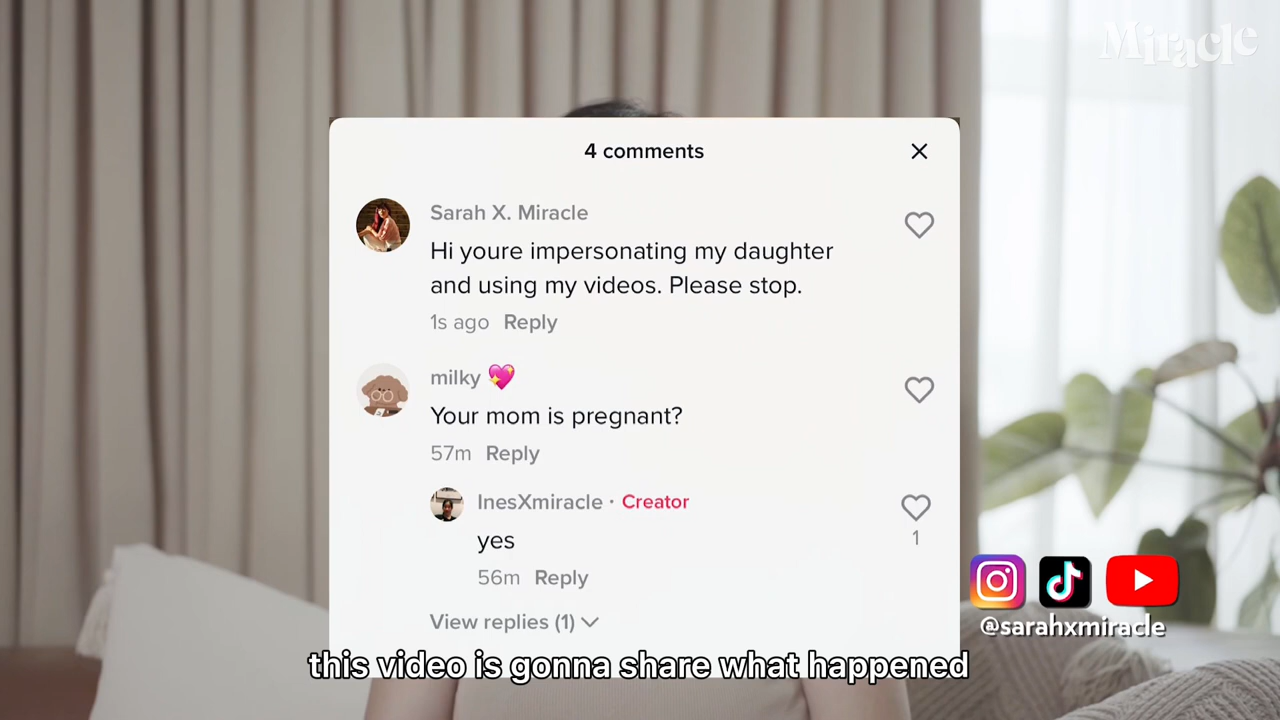 Miracle
4 comments
Sarah X. Miracle
Hi youre impersonating my daughter
and using my videos. Please stop.
1s ago Reply
milky 💖
Your mom is pregnant?
57m Reply
InesXmiracle · Creator
yes
1
56m Reply
View replies (1)
@sarahxmiracle
this video is gonna share what happened